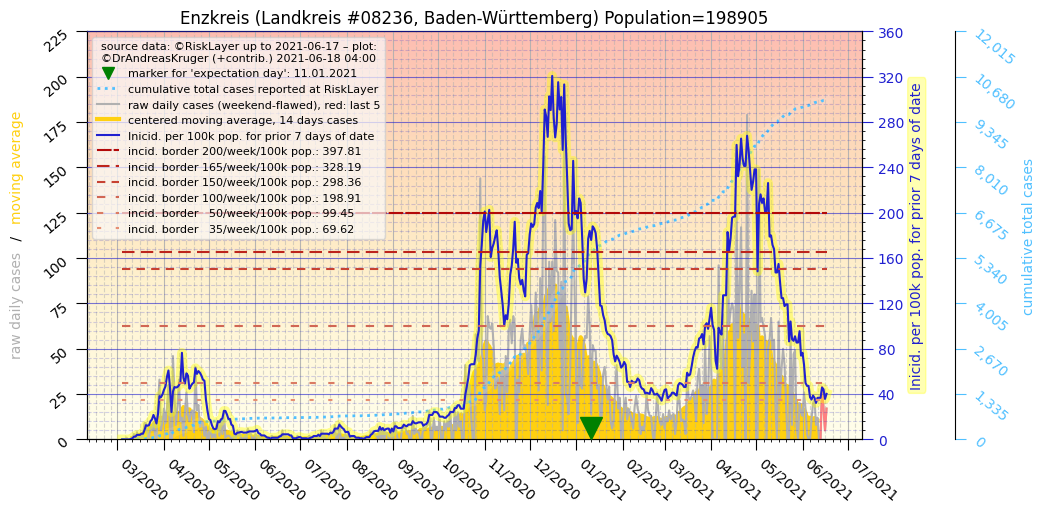 Enzkreis (Landkreis #08236, Baden-Württemberg) Population=198905
source data: ©RiskLayer up to 2021-06-17 – plot:
©DrAndreasKruger (+contrib.) 2021-06-18 04:00
marker for 'expectation day': 11.01.2021
cumulative total cases reported at RiskLayer
raw daily cases (weekend-flawed), red: last 5
centered moving average, 14 days cases
Inicid. per 100k pop. for prior 7 days of date
incid. border 200/week/100k pop.: 397.81
incid. border 165/week/100k pop.: 328.19
incid. border 150/week/100k pop.: 298.36
incid. border 100/week/100k pop.: 198.91
incid. border   50/week/100k pop.: 99.45
incid. border   35/week/100k pop.: 69.62
raw daily cases / moving average
225
200
175
150
125
100
75
50
25
0
03/2020
04/2020
05/2020
06/2020
07/2020
08/2020
09/2020
10/2020
11/2020
12/2020
01/2021
02/2021
03/2021
04/2021
05/2021
06/2021
07/2021
360
320
280
240
200
160
120
80
40
0
Inicid. per 100k pop. for prior 7 days of date
12,015
10,680
9,345
8,010
6,675
5,340
4,005
2,670
1,335
0
cumulative total cases